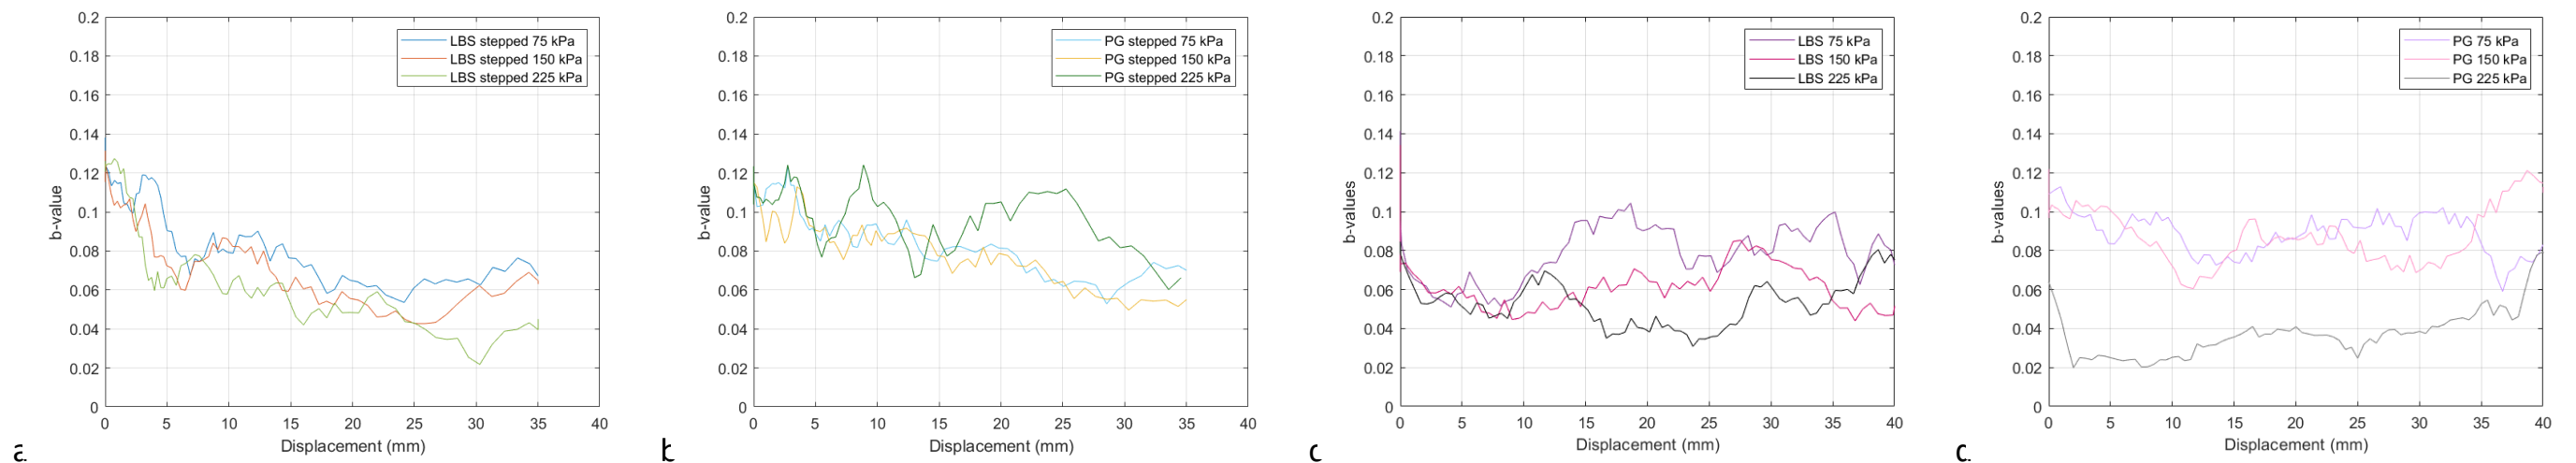 0.2
0.18
0.16
0.14
0.12
0.1
0.08
0.06
0.04
0.02
0
b-value
LBS stepped 75 kPa
LBS stepped 150 kPa
LBS stepped 225 kPa
0 5 10 15 20 25 30 35 40
Displacement (mm)
a.
0.2
0.18
0.16
0.14
0.12
0.1
0.08
0.06
0.04
0.02
0
b-value
PG stepped 75 kPa
PG stepped 150 kPa
PG stepped 225 kPa
0 5 10 15 20 25 30 35 40
Displacement (mm)
b
0.2
0.18
0.16
0.14
0.12
0.1
0.08
0.06
0.04
0.02
0
b-values
LBS 75 kPa
LBS 150 kPa
LBS 225 kPa
0 5 10 15 20 25 30 35 40
Displacement (mm)
c
0.2
0.18
0.16
0.14
0.12
0.1
0.08
0.06
0.04
0.02
0
b-values
PG 75 kPa
PG 150 kPa
PG 225 kPa
0 5 10 15 20 25 30 35 40
Displacement (mm)